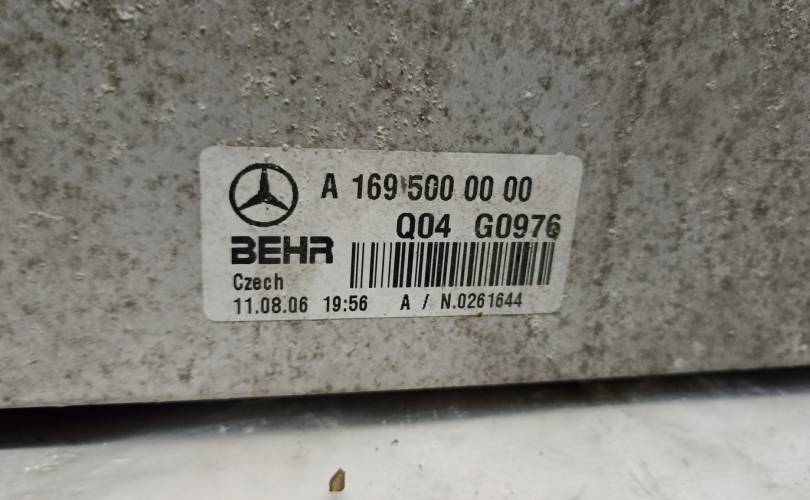 A 169 500 00 00
Q04 G0976
BEHR
Czech
11.08.06 19:56 A / N.0261644